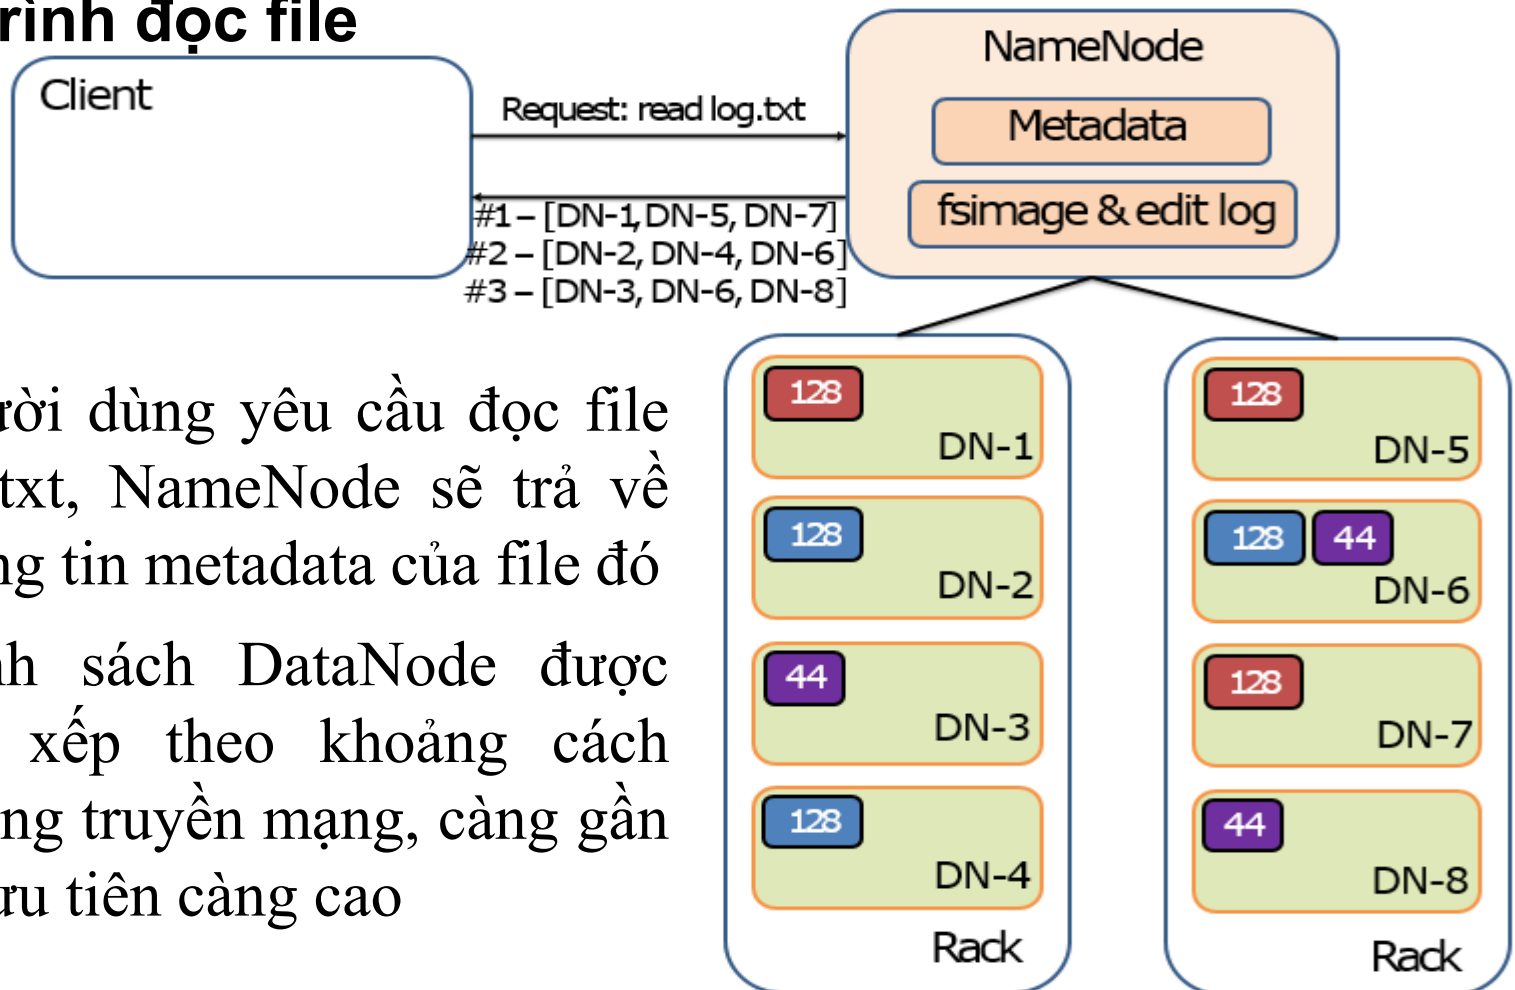 rình đọc file
Client
Request: read log.txt
#1 – [DN-1, DN-5, DN-7]
#2 – [DN-2, DN-4, DN-6]
#3 – [DN-3, DN-6, DN-8]
NameNode
Metadata
fsimage & edit log
ười dùng yêu cầu đọc file
txt, NameNode sẽ trả về
ng tin metadata của file đó
nh sách DataNode được
xếp theo khoảng cách
ng truyền mạng, càng gần
ưu tiên càng cao
128
DN-1
128
DN-2
44
DN-3
128
DN-4
Rack
128
DN-5
128 44
DN-6
128
DN-7
44
DN-8
Rack